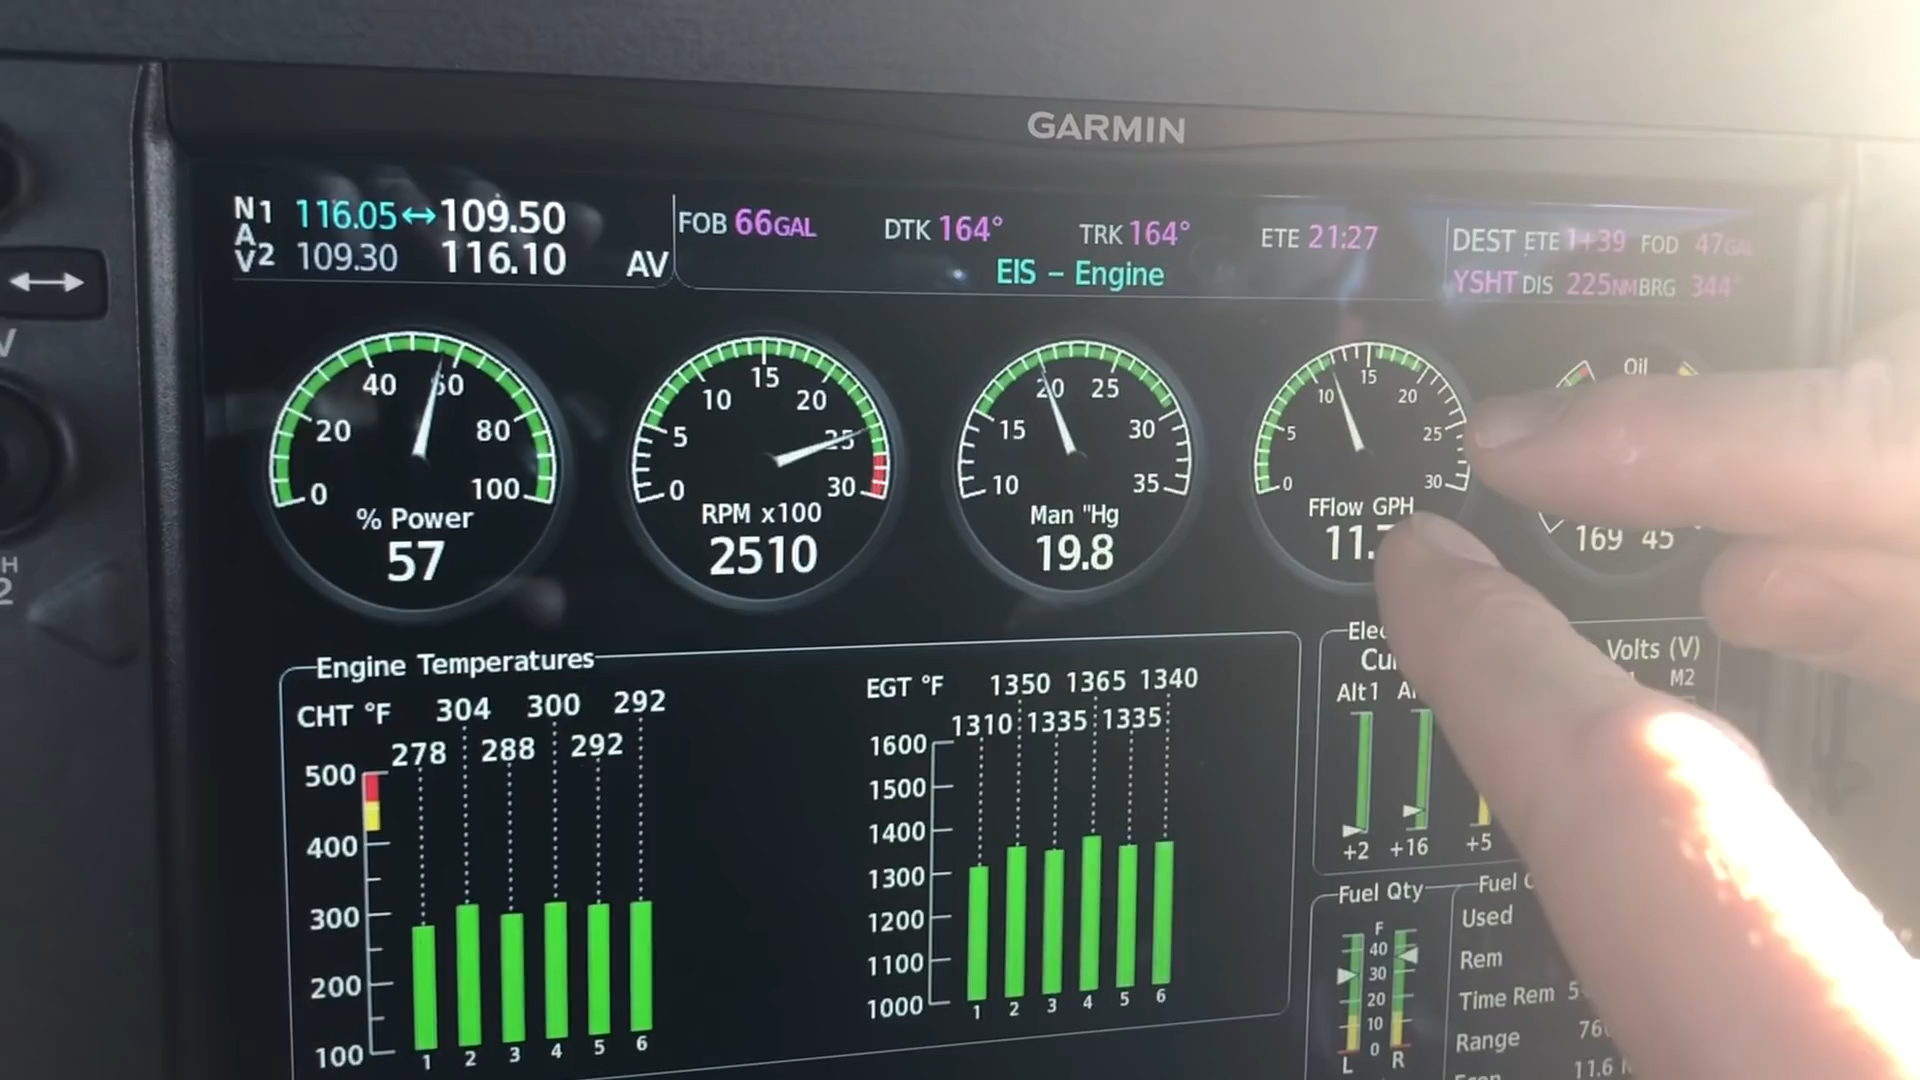 GARMIN
N1 116.05↔109.50
A
V2 109.30 116.10 AV
FOB 66GAL DTK 164° TRK 164° ETE 21:27
EIS – Engine
DEST ETE 1+39 FOD 47GAL
YSHT DIS 225NM BRG 344°
0 20 40 60 80 100
% Power
57
0 5 10 15 20 25 30
RPM x100
2510
10 15 20 25 30 35
Man "Hg
19.8
0 5 10 15 20 25 30
FFlow GPH
11.
Oil
169 45
Engine Temperatures
CHT °F 304 300 292
278 288 292
500
400
300
200
100
1 2 3 4 5 6
EGT °F 1350 1365 1340
1310 1335 1335
1600
1500
1400
1300
1200
1100
1000
1 2 3 4 5 6
Volts (V)
Alt1 M2
+2 +16 +5
Fuel Qty
F
40
30
20
10
0
L R
Fuel
Used
Rem
Time Rem
Range
11.6